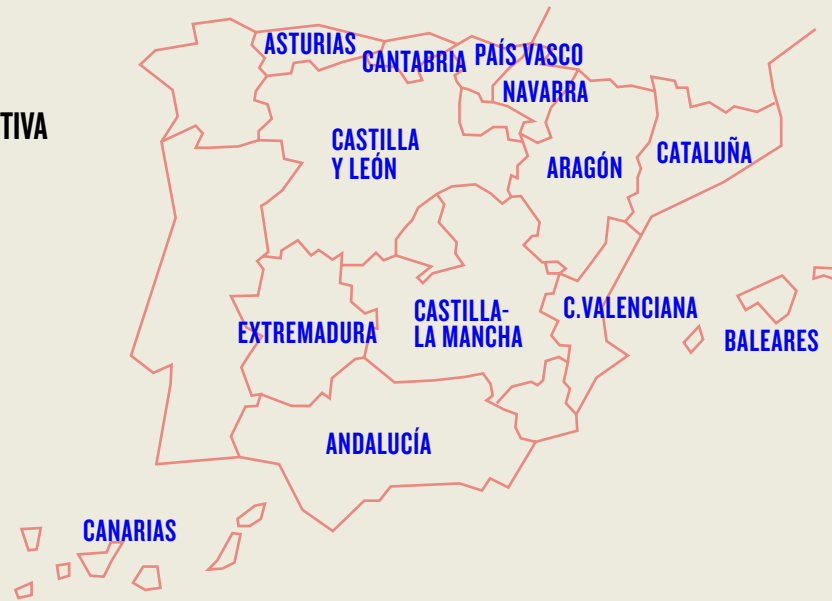 ASTURIAS
CANTABRIA
PAÍS VASCO
NAVARRA
TIVA
CASTILLA
Y LEÓN
ARAGÓN
CATALUÑA
EXTREMADURA
CASTILLA-
LA MANCHA
C.VALENCIANA
BALEARES
ANDALUCÍA
CANARIAS